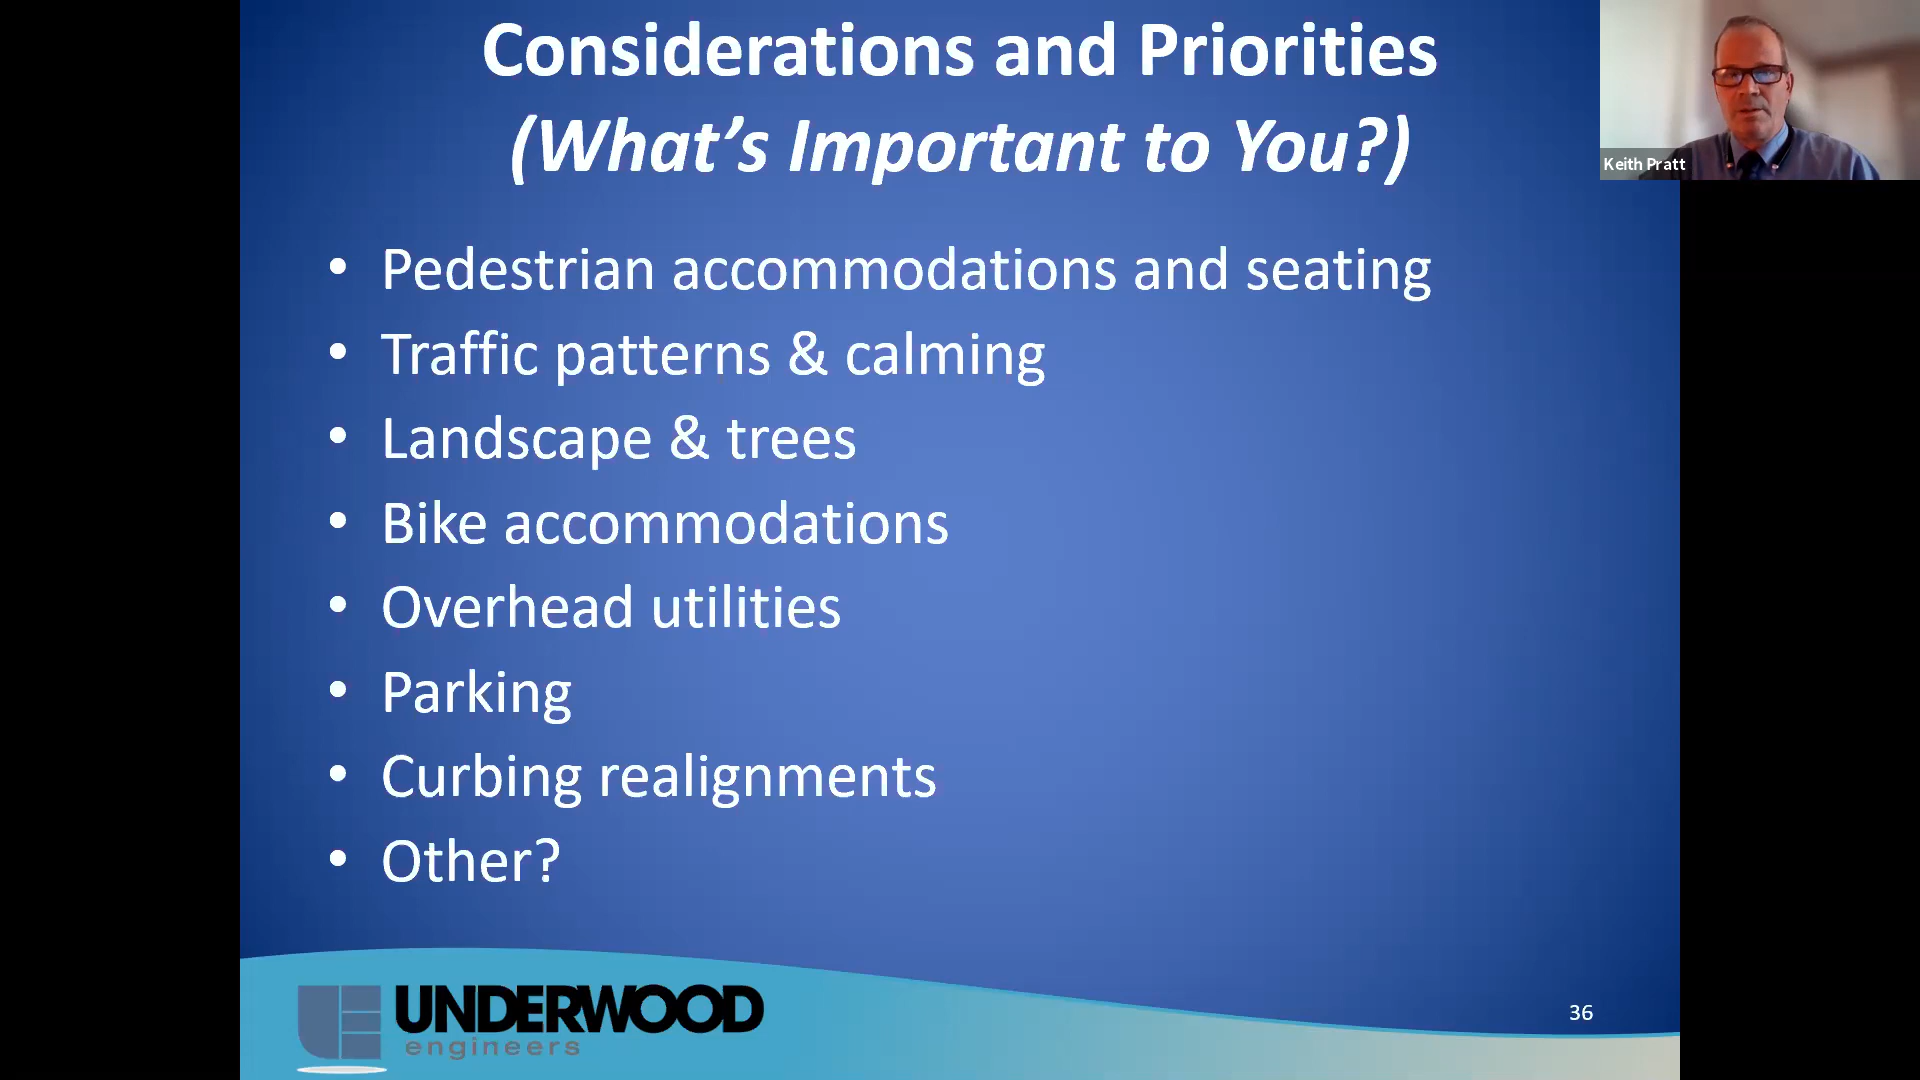 Considerations and Priorities
(What's Important to You?)
Keith Pratt
• Pedestrian accommodations and seating
• Traffic patterns & calming
• Landscape & trees
• Bike accommodations
• Overhead utilities
• Parking
• Curbing realignments
• Other?
UNDERWOOD
engineers
36